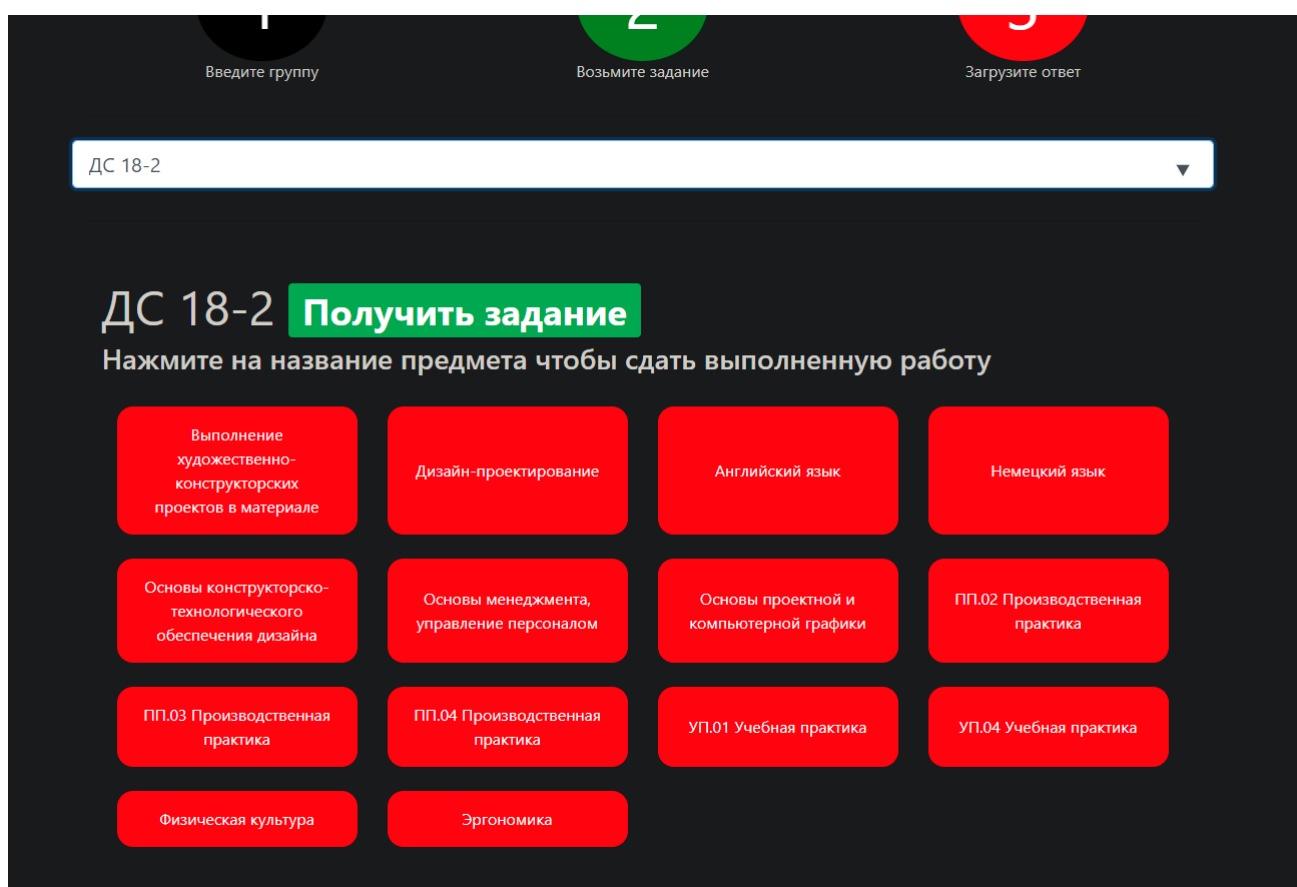 Введите группу
Возьмите задание
Загрузите ответ
ДС 18-2
ДС 18-2 Получить задание
Нажмите на название предмета чтобы сдать выполненную работу
Выполнение
художественно-
конструкторских
проектов в материале
Дизайн-проектирование
Английский язык
Немецкий язык
Основы конструкторско-
технологического
обеспечения дизайна
Основы менеджмента,
управление персоналом
Основы проектной и
компьютерной графики
ПП.02 Производственная
практика
ПП.03 Производственная
практика
ПП.04 Производственная
практика
УП.01 Учебная практика
УП.04 Учебная практика
Физическая культура
Эргономика